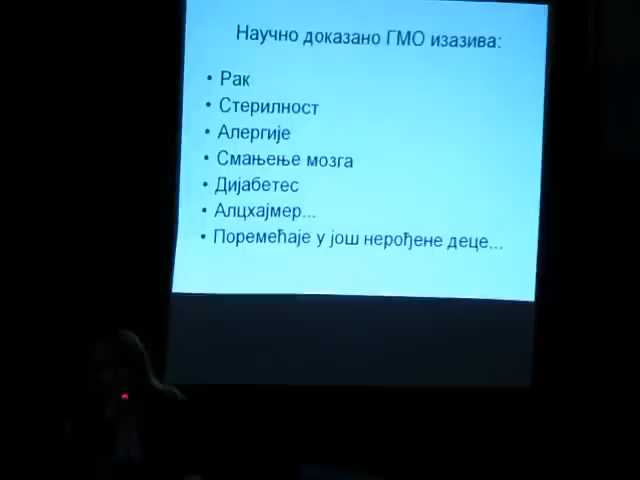 Научно доказано ГМО изазива:
• Рак
• Стерилност
• Алергије
• Смањење мозга
• Дијабетес
• Алцхајмер...
• Поремећаје у још нерођене деце...